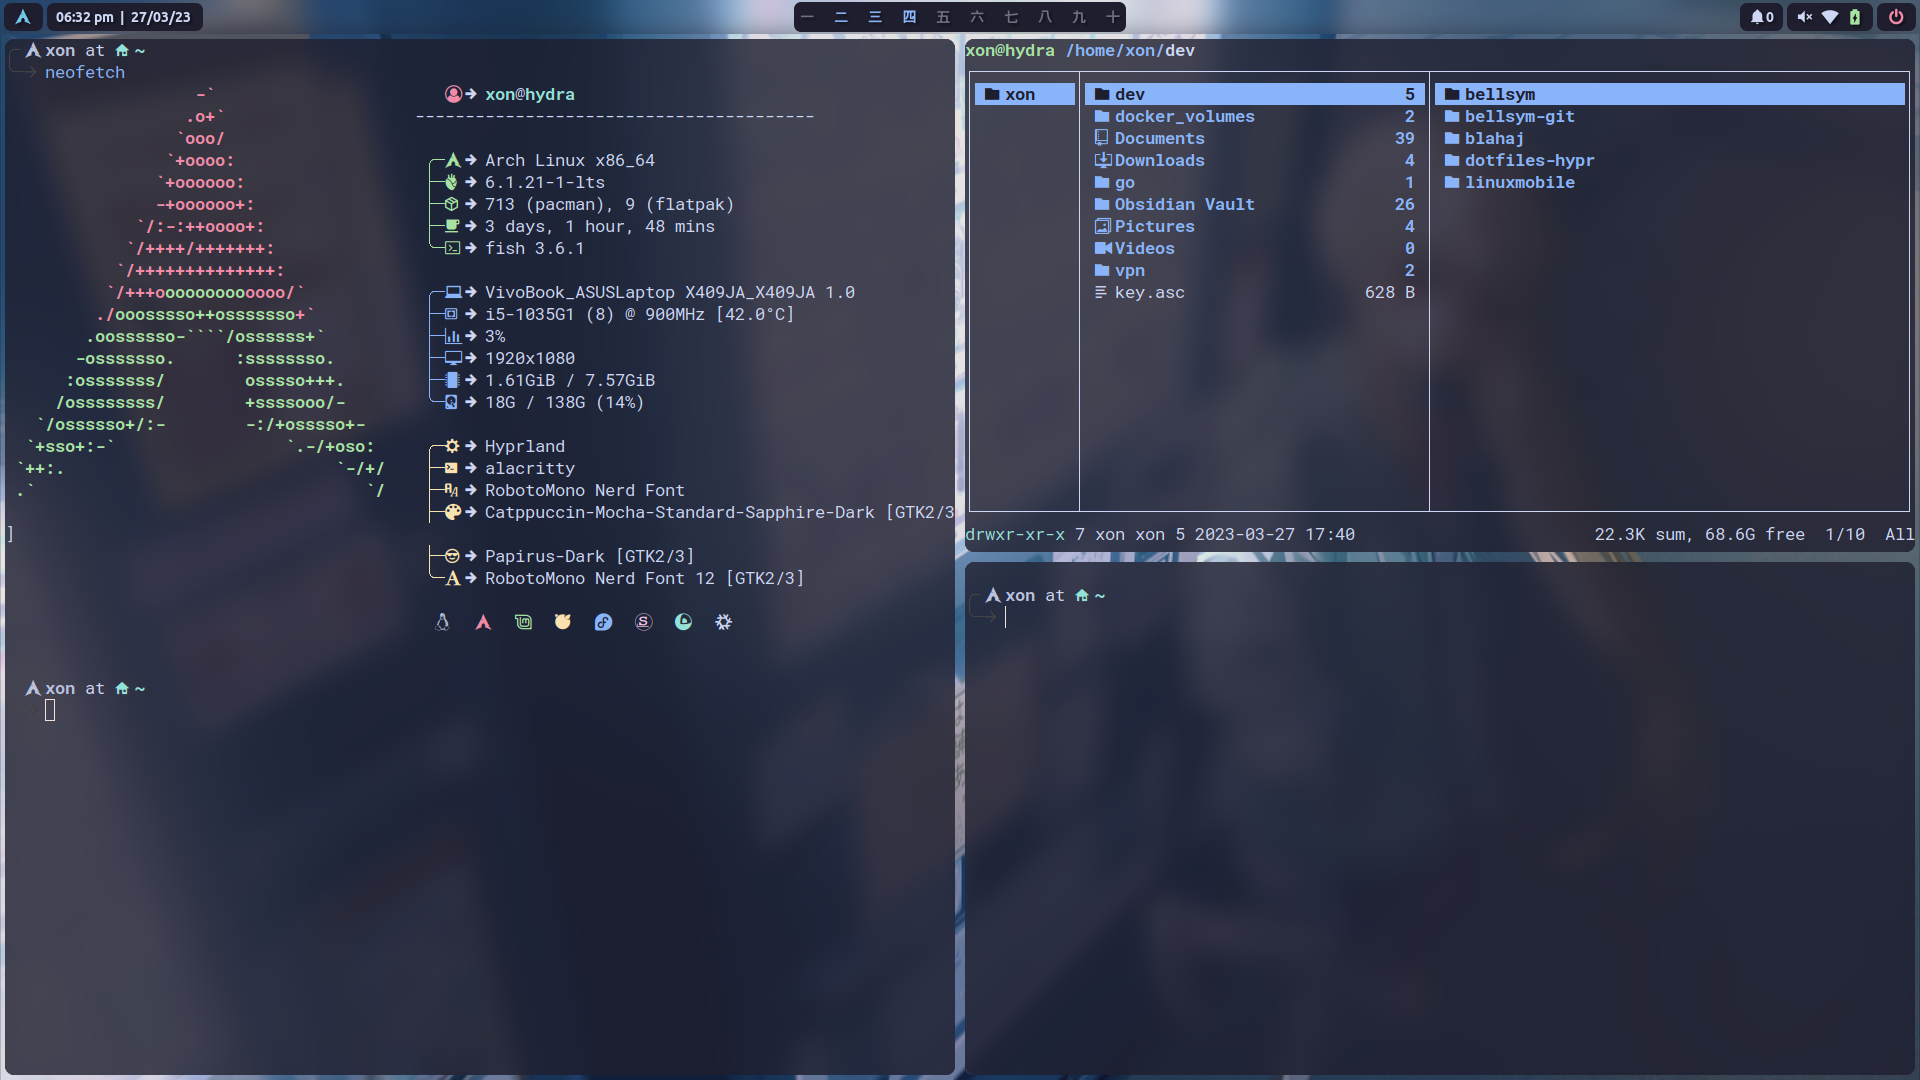 06:32 pm | 27/03/23
一 二 三 四 五 六 七 八 九 十
0
xon at ~
neofetch
-`
.o+`
`ooo/
`+oooo:
`+oooooo:
-+oooooo+:
`/:-:++oooo+:
`/++++/+++++++:
`/++++++++++++++:
`/+++ooooooooooooo/`
./ooosssso++osssssso+`
.oossssso-````/ossssss+`
-osssssso.      :ssssssso.
:osssssss/        osssso+++.
/ossssssss/        +ssssooo/-
`/ossssso+/:-        -:/+osssso+-
`+sso+:-`                 `.-/+oso:
`++:.                           `-/+/
.`                                 `/
xon@hydra
----------------------------------------
Arch Linux x86_64
6.1.21-1-lts
713 (pacman), 9 (flatpak)
3 days, 1 hour, 48 mins
fish 3.6.1
VivoBook_ASUSLaptop X409JA_X409JA 1.0
i5-1035G1 (8) @ 900MHz [42.0°C]
3%
1920x1080
1.61GiB / 7.57GiB
18G / 138G (14%)
Hyprland
alacritty
RobotoMono Nerd Font
Catppuccin-Mocha-Standard-Sapphire-Dark [GTK2/3
]
Papirus-Dark [GTK2/3]
RobotoMono Nerd Font 12 [GTK2/3]
xon at ~
xon@hydra /home/xon/dev
xon
dev 5
docker_volumes 2
Documents 39
Downloads 4
go 1
Obsidian Vault 26
Pictures 4
Videos 0
vpn 2
key.asc 628 B
bellsym
bellsym-git
blahaj
dotfiles-hypr
linuxmobile
drwxr-xr-x 7 xon xon 5 2023-03-27 17:40 22.3K sum, 68.6G free 1/10 All
xon at ~